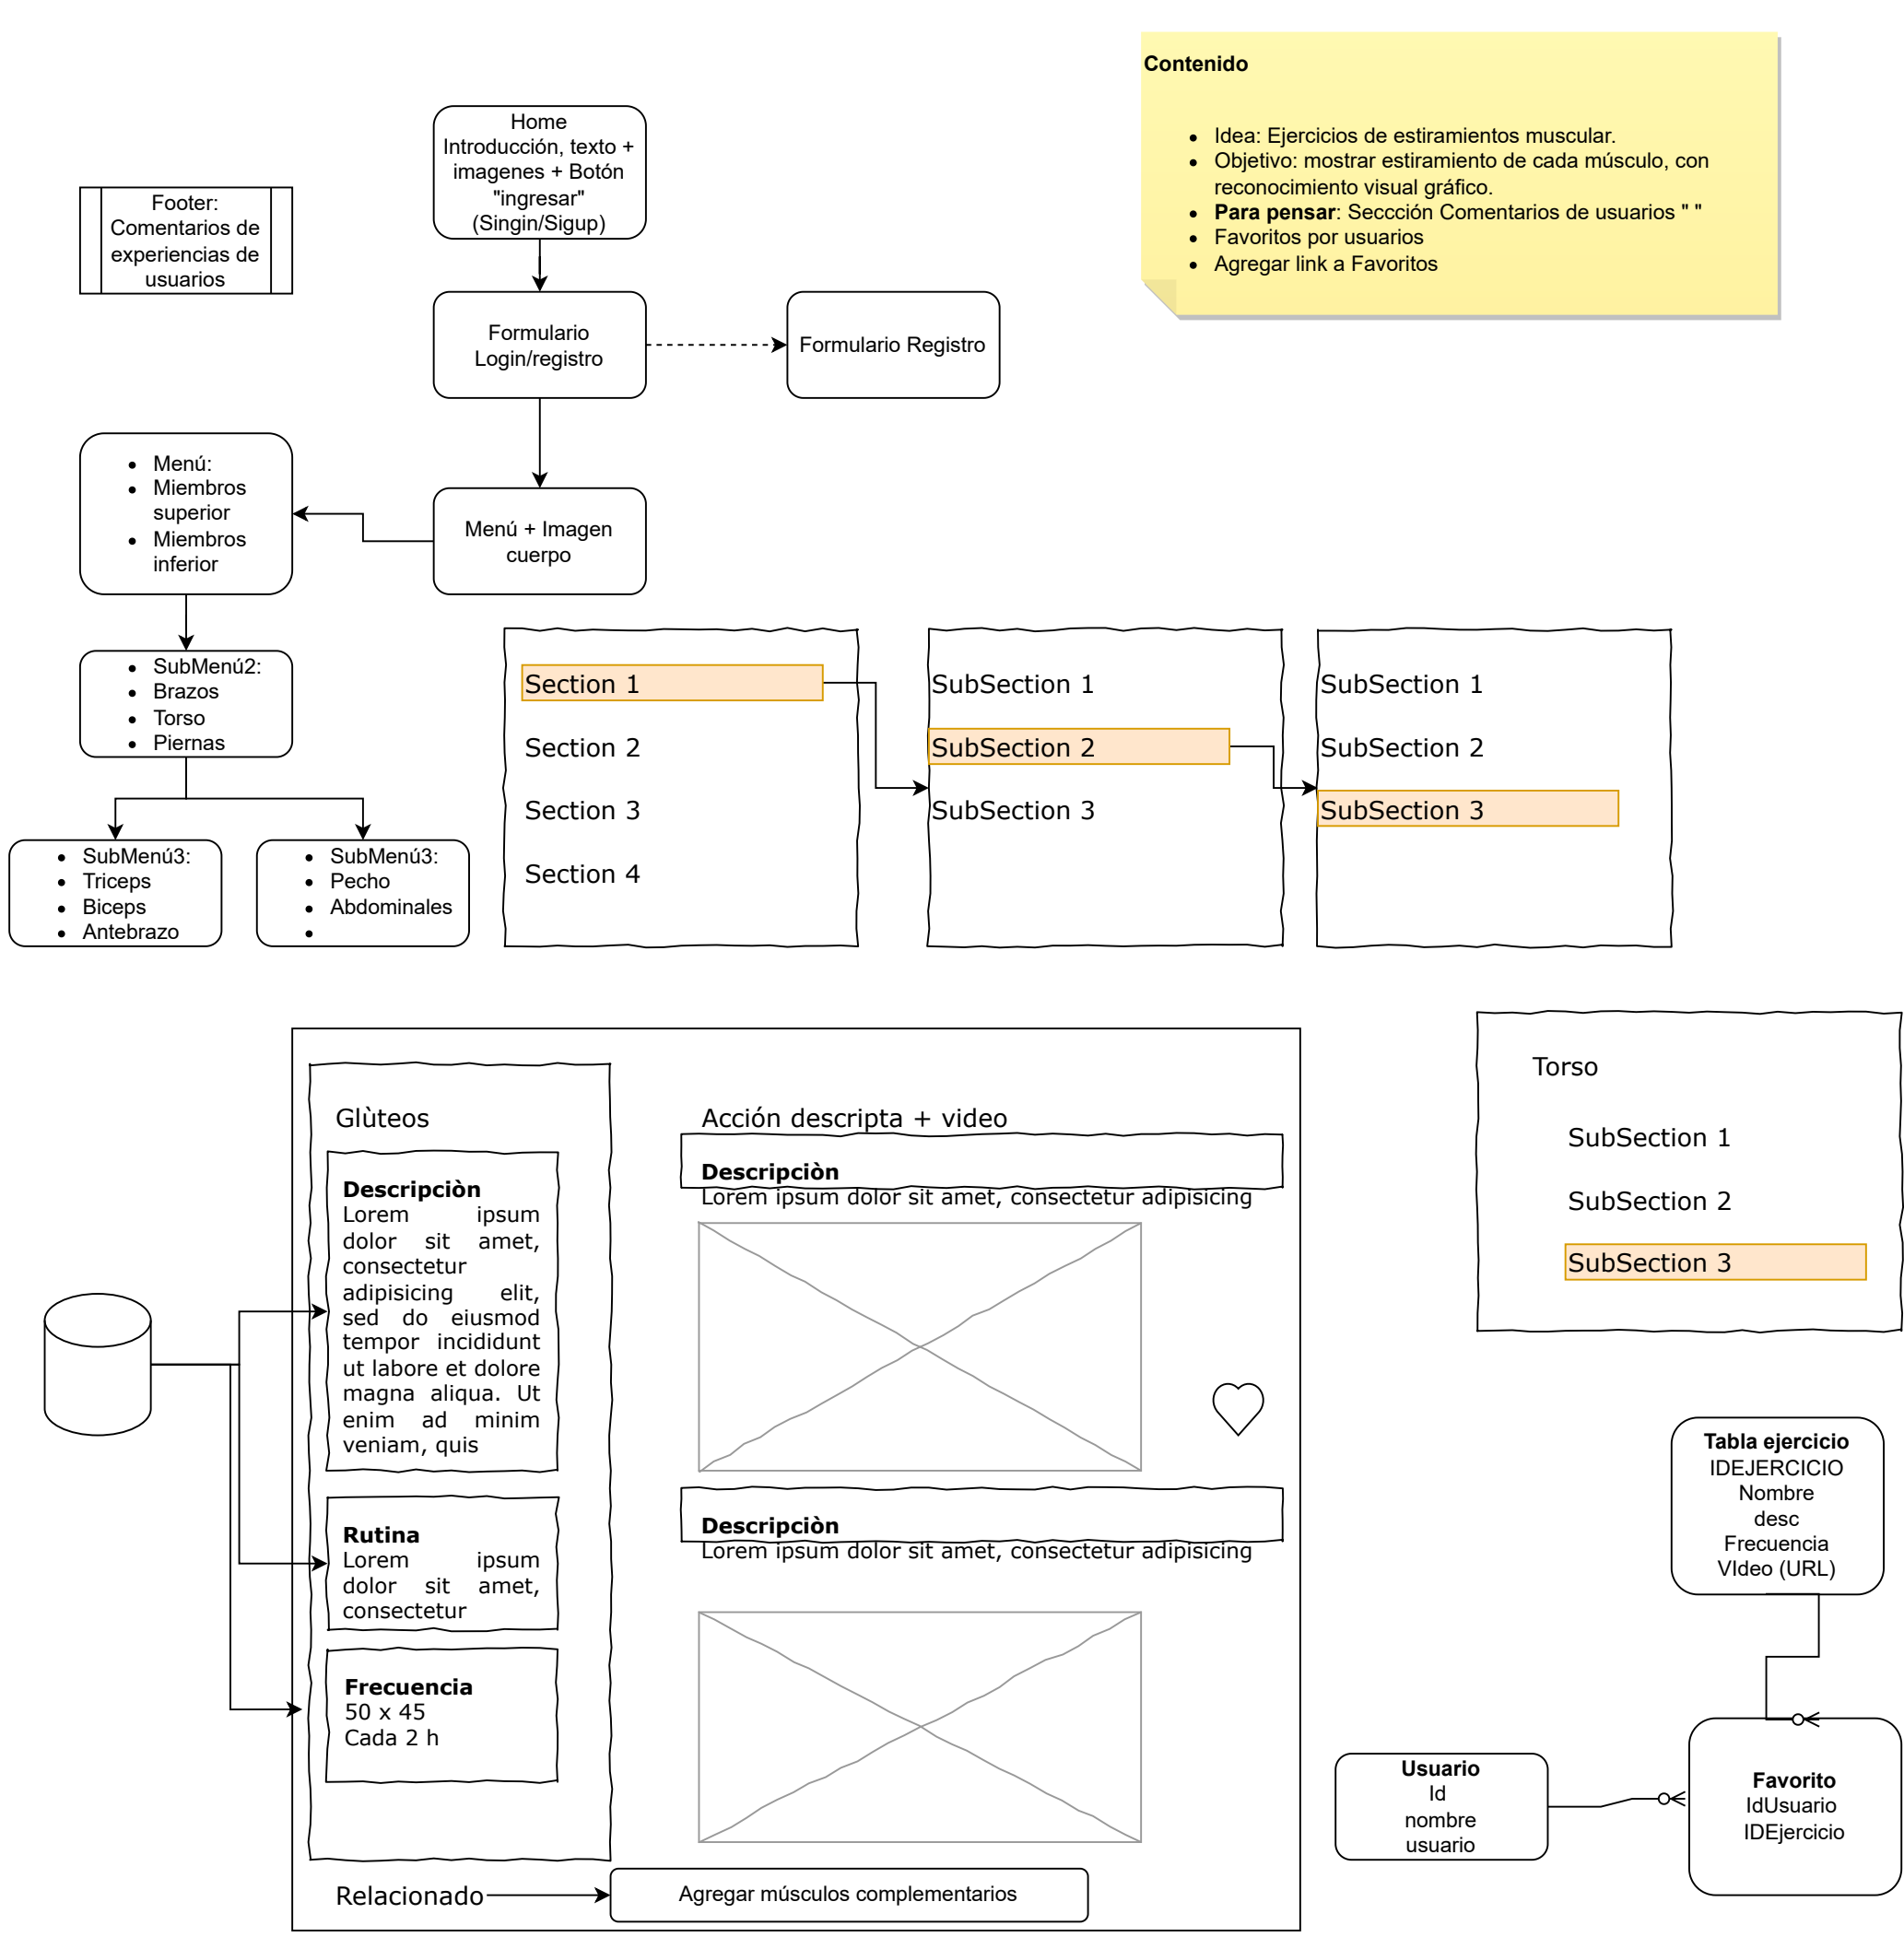 Contenido
Idea: Ejercicios de estiramientos muscular.
Objetivo: mostrar estiramiento de cada músculo, con
reconocimiento visual gráfico.
Para pensar: Seccción Comentarios de usuarios " "
Favoritos por usuarios
Agregar link a Favoritos
Home
Introducción, texto +
imagenes + Botón
"ingresar"
(Singin/Sigup)
Footer:
Comentarios de
experiencias de
usuarios
Formulario
Login/registro
Formulario Registro
Menú:
Miembros
superior
Miembros
inferior
Menú + Imagen
cuerpo
SubMenú2:
Brazos
Torso
Piernas
SubMenú3:
Triceps
Biceps
Antebrazo
SubMenú3:
Pecho
Abdominales
Section 1
Section 2
Section 3
Section 4
SubSection 1
SubSection 2
SubSection 3
SubSection 1
SubSection 2
SubSection 3
Torso
SubSection 1
SubSection 2
SubSection 3
Glùteos
Descripciòn
Lorem ipsum
dolor sit amet,
consectetur
adipisicing elit,
sed do eiusmod
tempor incididunt
ut labore et dolore
magna aliqua. Ut
enim ad minim
veniam, quis
Rutina
Lorem ipsum
dolor sit amet,
consectetur
Frecuencia
50 x 45
Cada 2 h
Acción descripta + video
Descripciòn
Lorem ipsum dolor sit amet, consectetur adipisicing
Descripciòn
Lorem ipsum dolor sit amet, consectetur adipisicing
Relacionado
Agregar músculos complementarios
Tabla ejercicio
IDEJERCICIO
Nombre
desc
Frecuencia
VIdeo (URL)
Usuario
Id
nombre
usuario
Favorito
IdUsuario
IDEjercicio